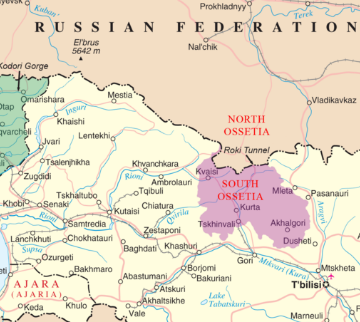 Prokhladnyy
Kuban'
Terek
RUSSIAN FEDERATION
El'brus
5642 m
Nal'chik
Kodori Gorge
Mestia
Vladikavkaz
Otap
omarishara
Inguri
NORTH
OSSETIA
qvarcheli
Khaishi
Lentekhi
Roki Tunnel
Jvari
Tsalenjikha
Khvanchkara
Kvaisi
Zugdidi
Rioni
Ambrolauri
SOUTH
OSSETIA
Mleta
Pasanauri
Tskhaltubo
Tqibuli
Khobi
Senaki
Kutaisi
Chiatura
Kurta
Aragvi
Rioni
Samtredia
Qvirila
Tskhinvali
Akhalgori
Lanchkhuti
Chokhatauri
Zestaponi
Supsa
Baghdati
Khashuri
Gori
Dusheti
Ozurgeti
Mtkvari (Kura)
Mtskheta
Bakhmaro
Borjomi
AJARA
(AJARIA)
Abastumani
Bakuriani
T'bilisi
Atskuri
Akhaltsikhe
Lake
Tabatskuri
Keda
Khulo
Vale